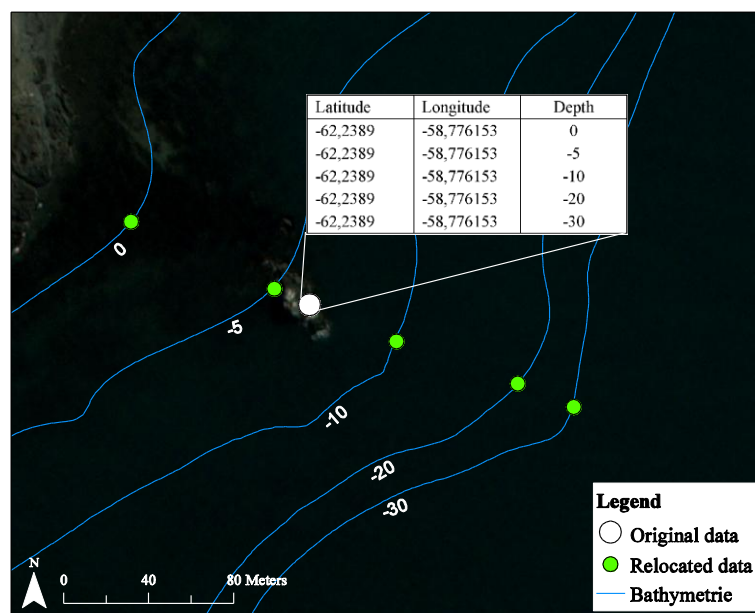 Latitude Longitude Depth
-62,2389 -58,776153 0
-62,2389 -58,776153 -5
-62,2389 -58,776153 -10
-62,2389 -58,776153 -20
-62,2389 -58,776153 -30
0
-5
-10
-20
-30
Legend
Original data
Relocated data
Bathymetrie
N
0 40 80 Meters